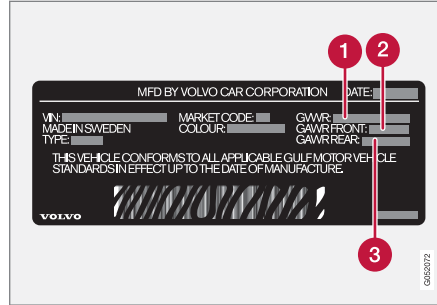 1 2
MFD BY VOLVO CAR CORPORATION DATE:
VIN: MARKET CODE: GVWR:
MADE IN SWEDEN COLOUR: GAWR FRONT:
TYPE: GAWR REAR:
THIS VEHICLE CONFORMS TO ALL APPLICABLE GULF MOTOR VEHICLE
STANDARDS IN EFFECT UP TO THE DATE OF MANUFACTURE.
VOLVO
3
G052072